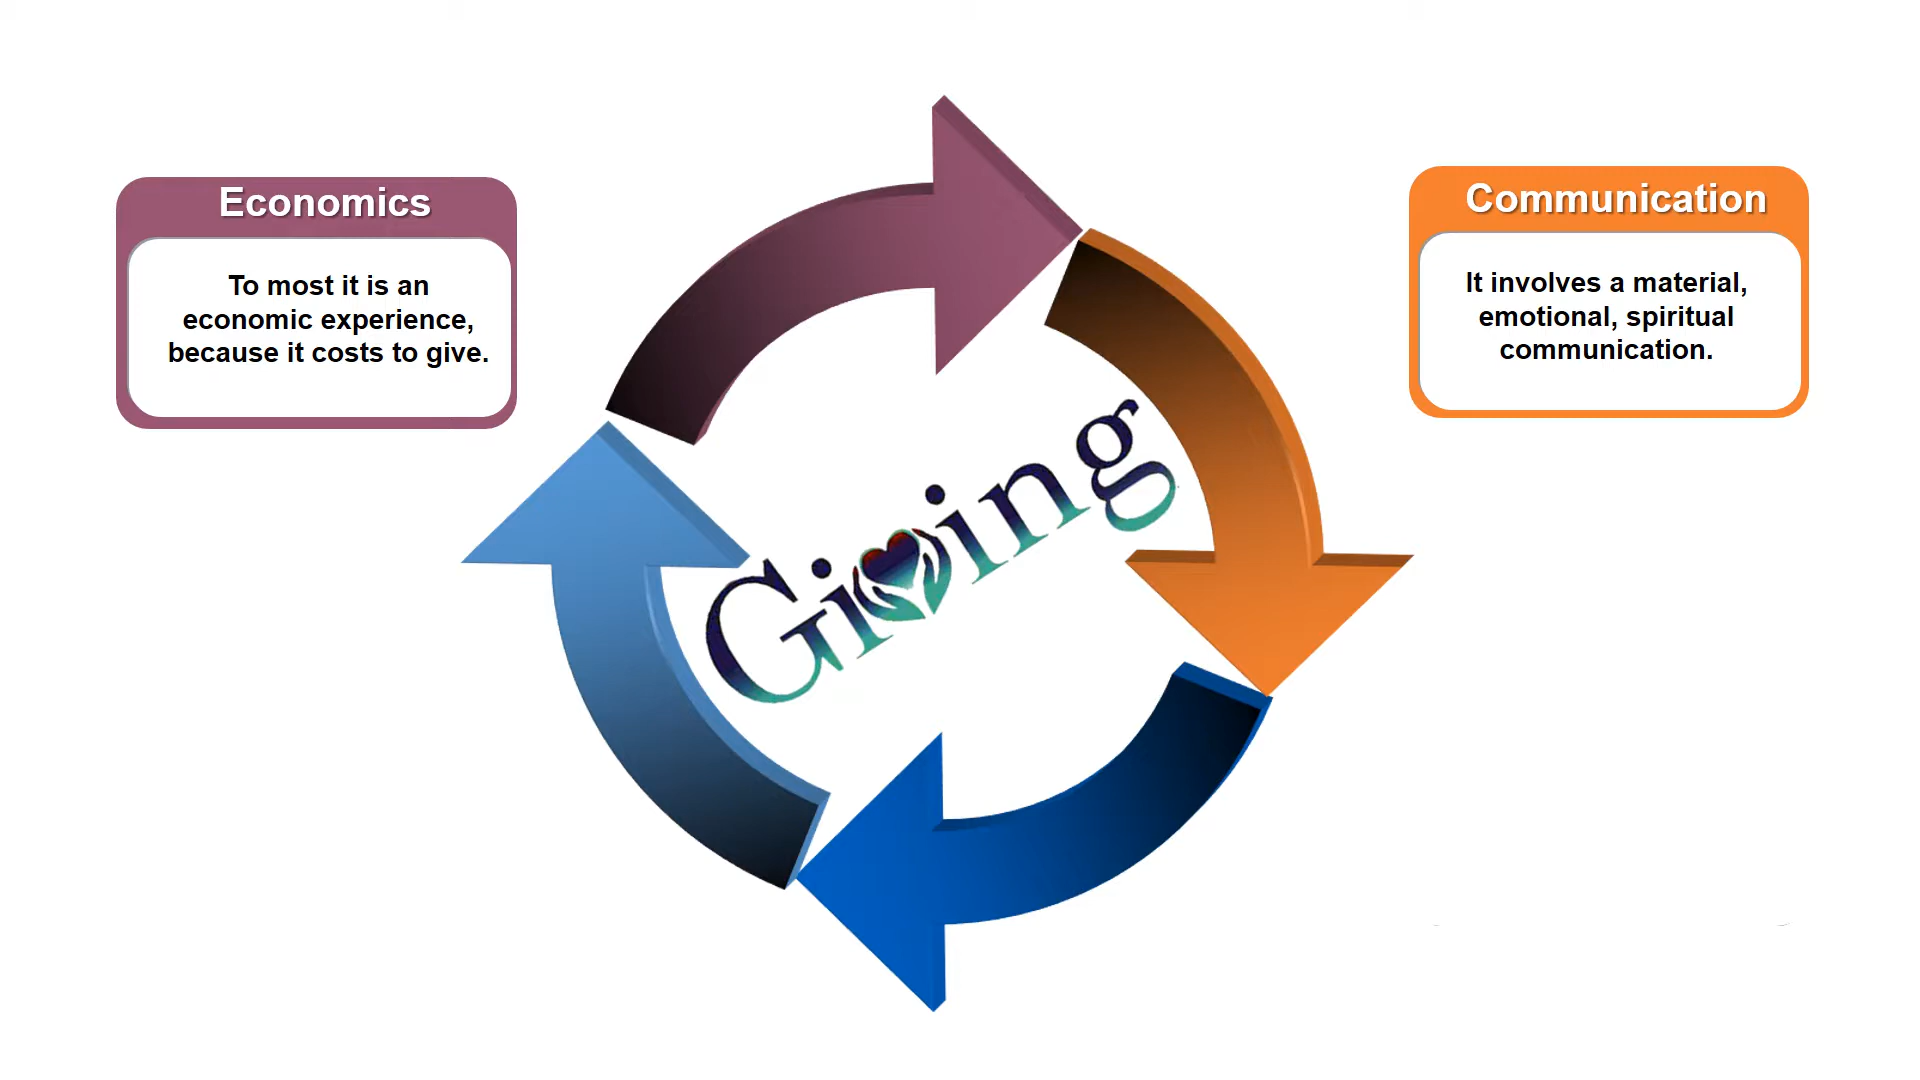 Economics
To most it is an
economic experience,
because it costs to give.
Communication
It involves a material,
emotional, spiritual
communication.
Giving